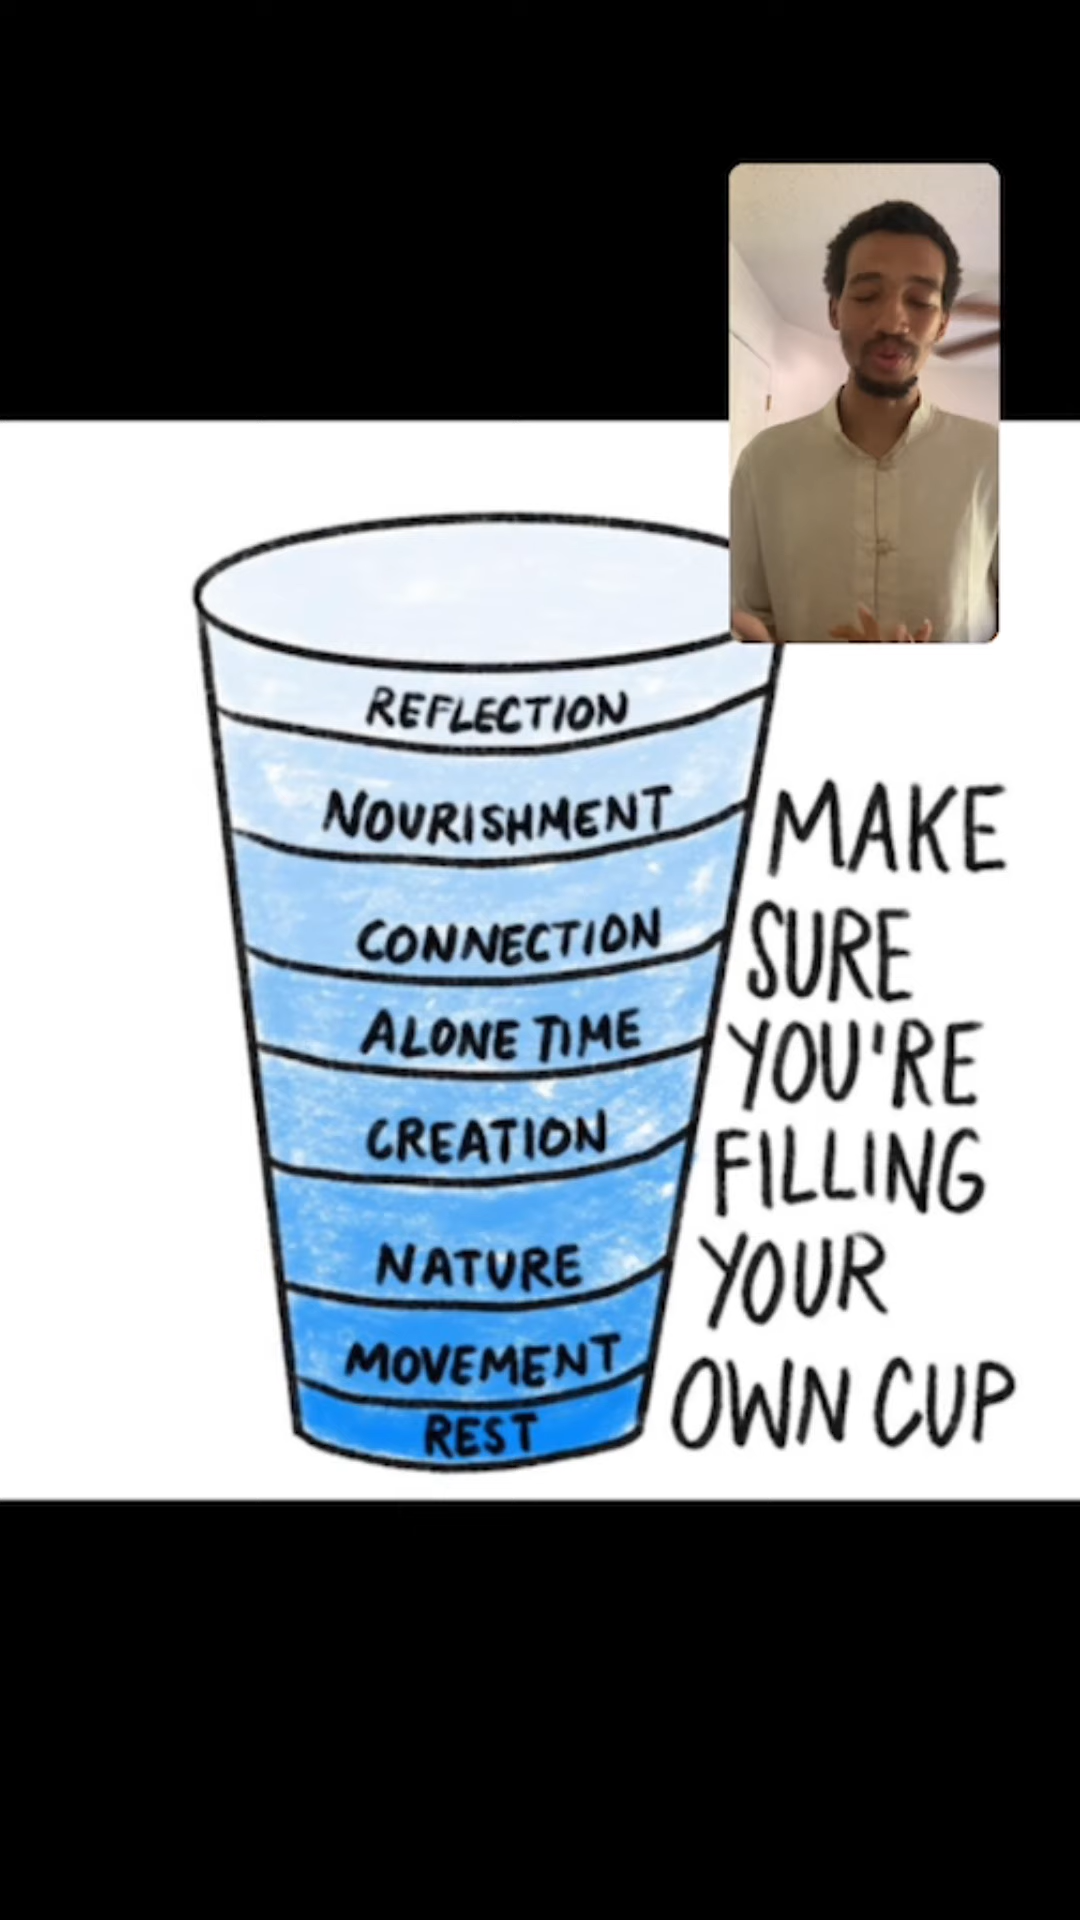 REFLECTION
NOURISHMENT
CONNECTION
ALONE TIME
CREATION
NATURE
MOVEMENT
REST
MAKE
SURE
YOU'RE
FILLING
YOUR
OWN CUP